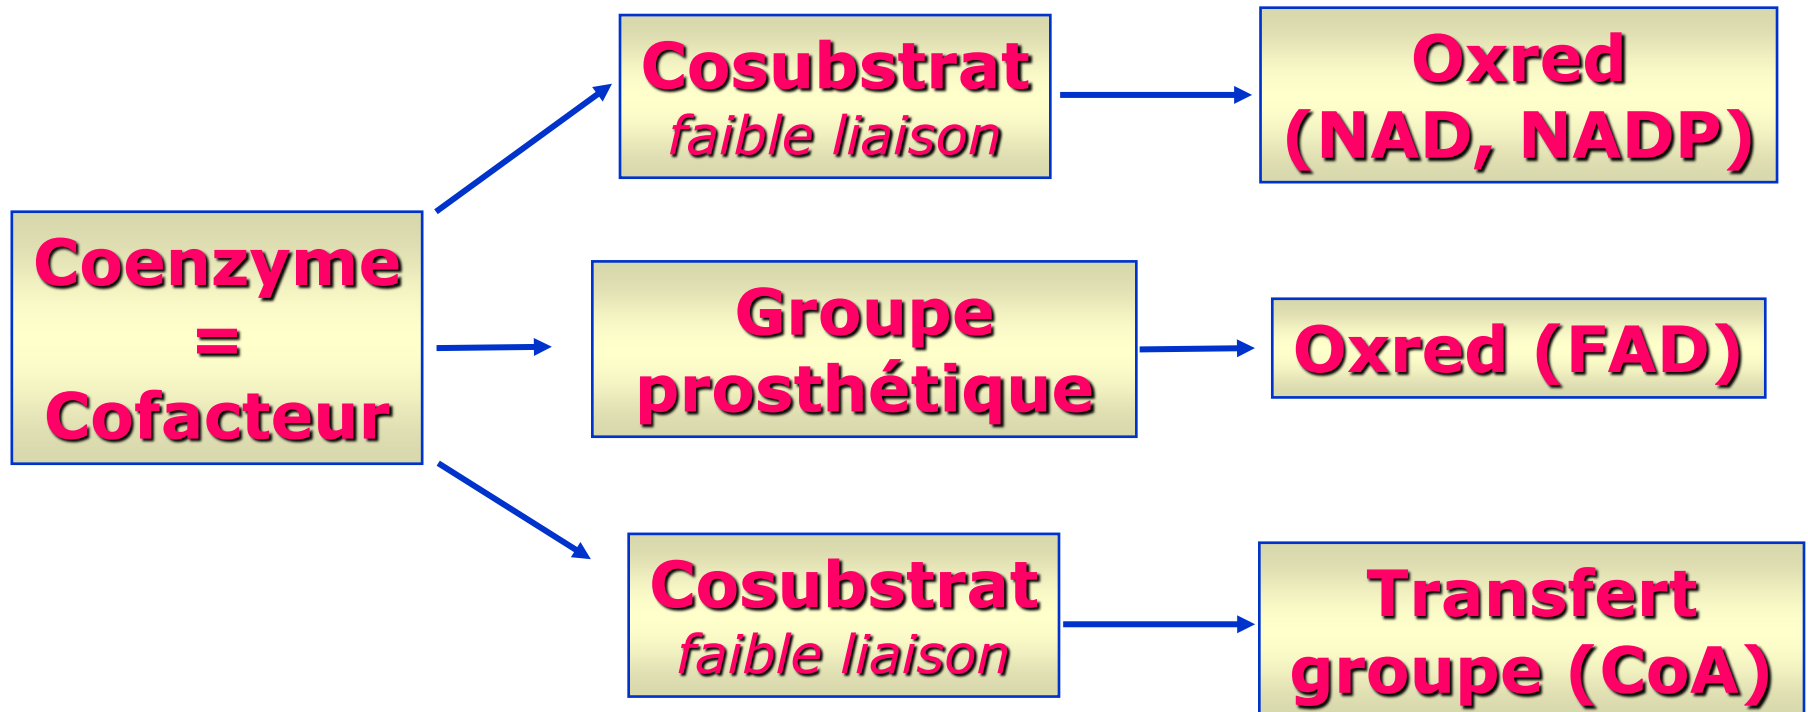 Coenzyme
=
Cofacteur
Cosubstrat
faible liaison
Oxred
(NAD, NADP)
Groupe
prosthétique
Oxred (FAD)
Cosubstrat
faible liaison
Transfert
groupe (CoA)